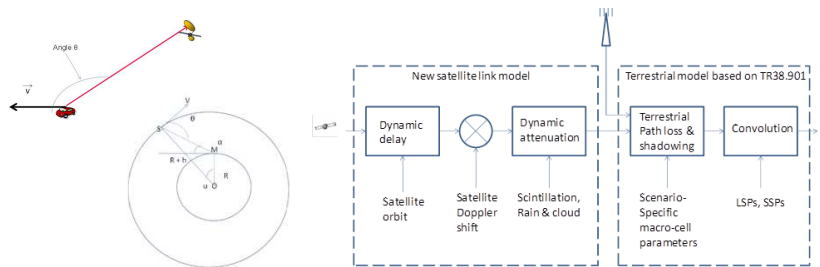 Angle θ
V
V
S
θ
α
M
R + h
R
u
O
New satellite link model
Dynamic
delay
Dynamic
attenuation
Satellite
orbit
Satellite
Doppler
shift
Scintillation,
Rain & cloud
Terrestrial model based on TR38.901
Terrestrial
Path loss &
shadowing
Convolution
Scenario-
Specific
macro-cell
parameters
LSPs, SSPs